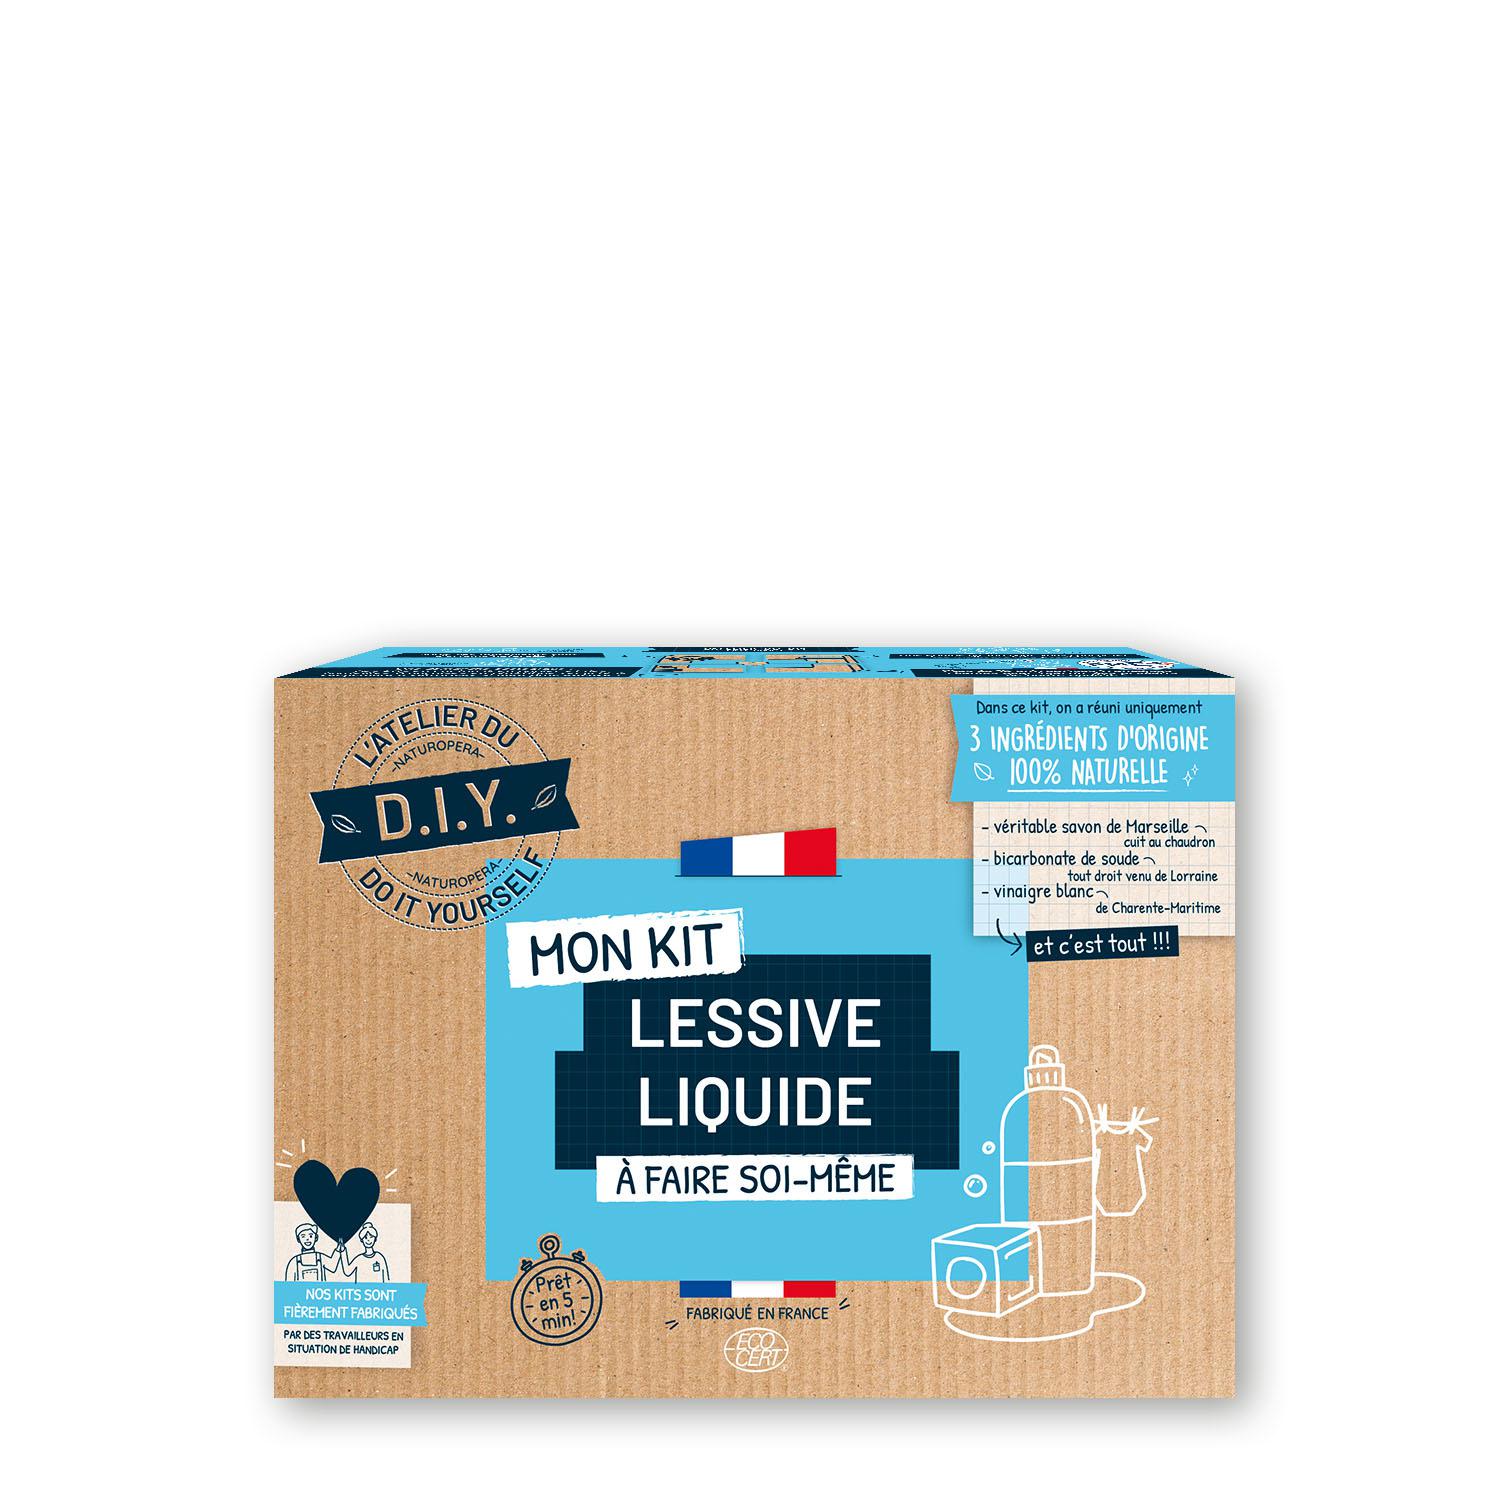 L'ATELIER DU
-NATUROPERA-
D.I.Y.
-NATUROPERA-
DO IT YOURSELF
Dans ce kit, on a réuni uniquement
3 INGRÉDIENTS D'ORIGINE
100% NATURELLE
- véritable savon de Marseille
cuit au chaudron
- bicarbonate de soude
tout droit venu de Lorraine
- vinaigre blanc
de Charente-Maritime
et c'est tout !!!
MON KIT
LESSIVE
LIQUIDE
À FAIRE SOI-MÊME
NOS KITS SONT
FIÈREMENT FABRIQUÉS
PAR DES TRAVAILLEURS EN
SITUATION DE HANDICAP
Prêt
en 5
min!
FABRIQUÉ EN FRANCE
ECO
CERT